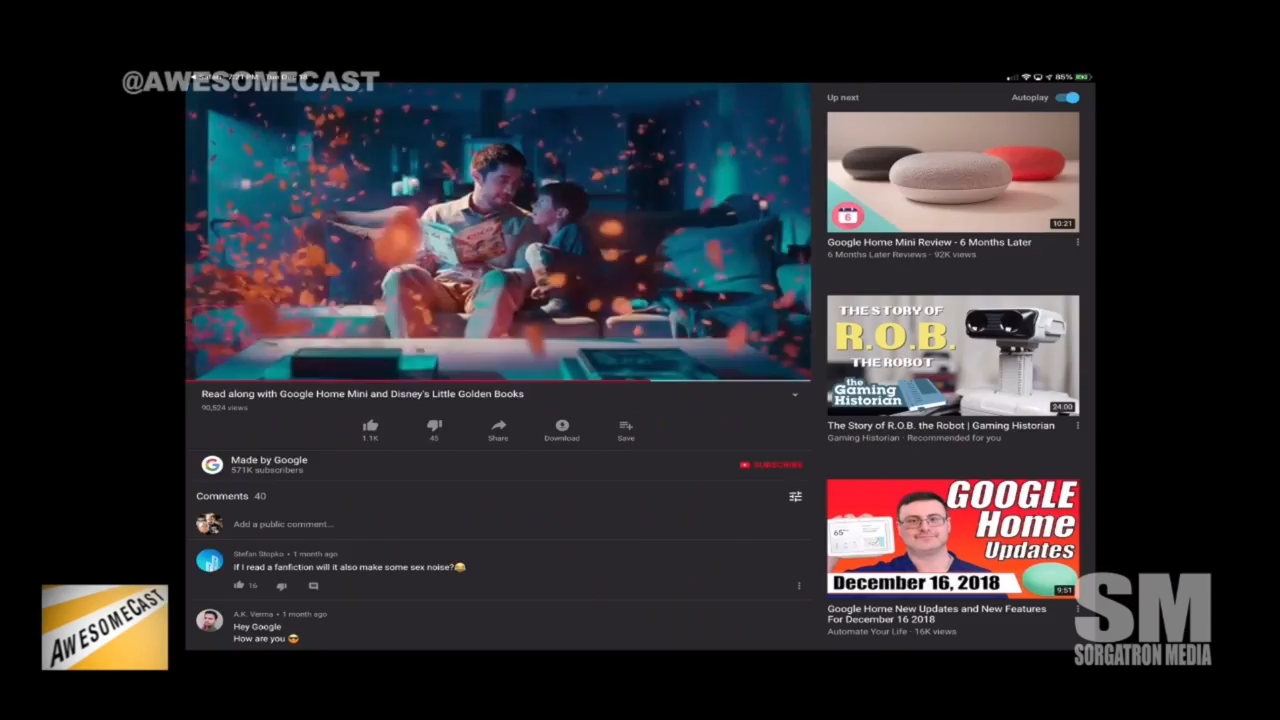 @AWESOMECAST
85%
Up next
Autoplay
10:21
6
Google Home Mini Review - 6 Months Later
6 Months Later Reviews · 92K views
THE STORY OF
R.O.B.
THE ROBOT
the
Gaming
Historian
24:00
The Story of R.O.B. the Robot | Gaming Historian
Gaming Historian · Recommended for you
GOOGLE
Home
Updates
December 16, 2018
9:51
Google Home New Updates and New Features
For December 16 2018
Automate Your Life · 16K views
Read along with Google Home Mini and Disney's Little Golden Books
90,524 views
1.1K
45
Share
Download
Save
Made by Google
571K subscribers
SUBSCRIBE
Comments 40
Add a public comment...
Stefan Stopko • 1 month ago
If I read a fanfiction will it also make some sex noise?😂
16
A.K. Verma • 1 month ago
Hey Google
How are you 😎
AWESOMECAST
SM
SORGATRON MEDIA